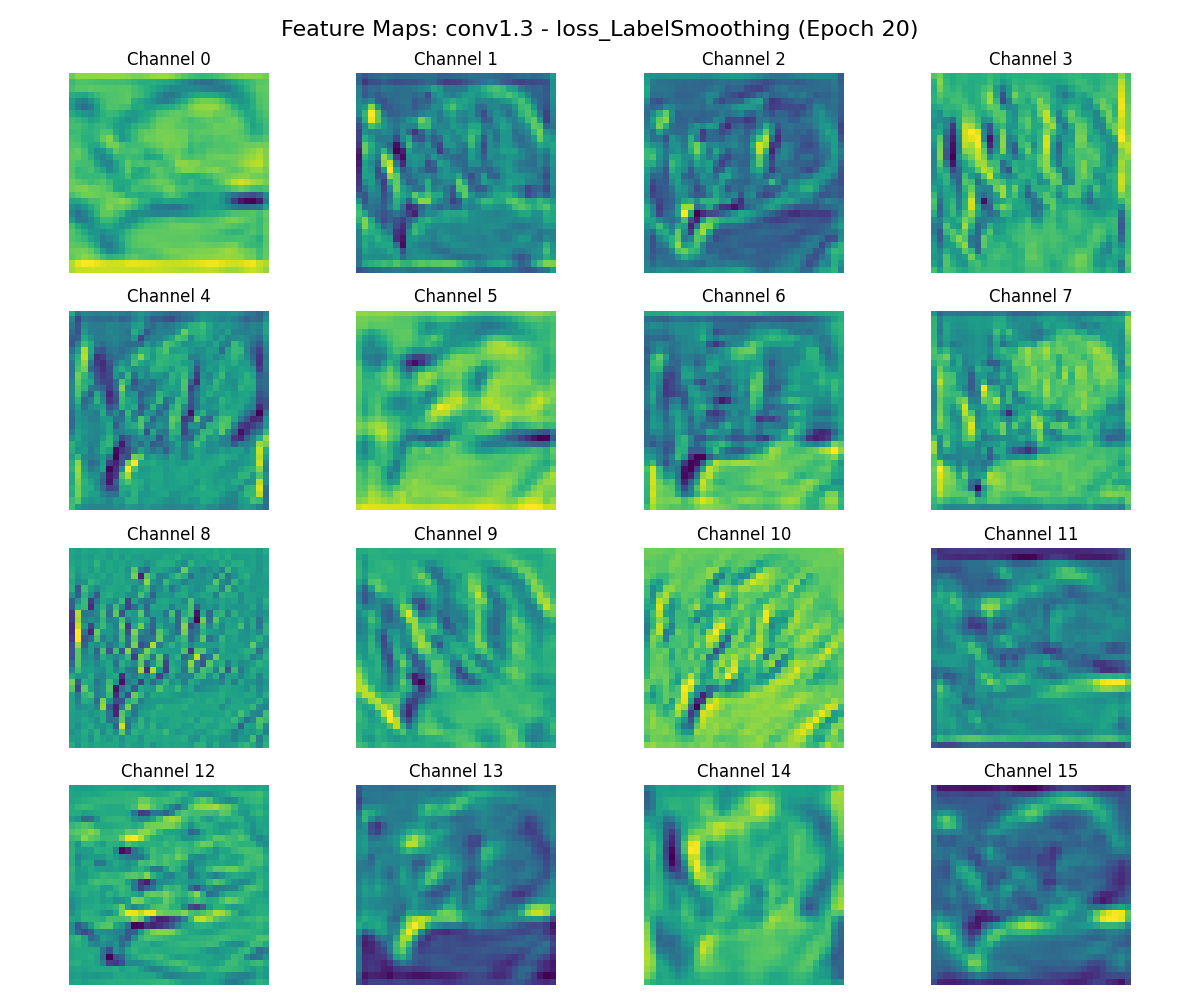 Feature Maps: conv1.3 - loss_LabelSmoothing (Epoch 20)
Channel 0
Channel 1
Channel 2
Channel 3
Channel 4
Channel 5
Channel 6
Channel 7
Channel 8
Channel 9
Channel 10
Channel 11
Channel 12
Channel 13
Channel 14
Channel 15